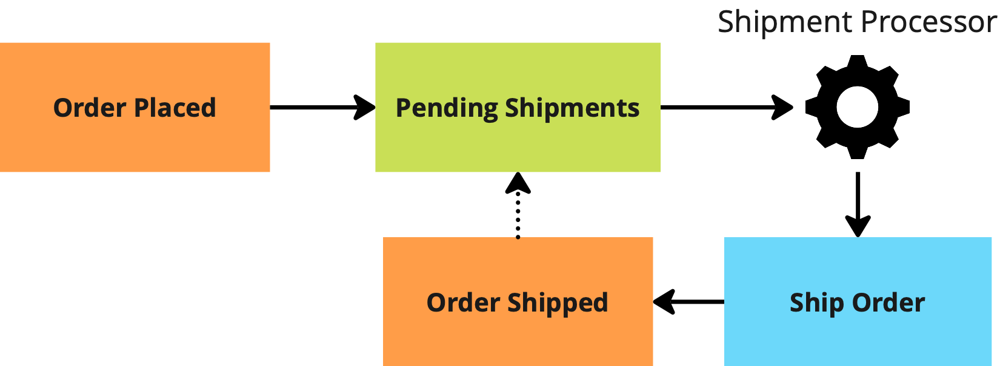 Shipment Processor
Order Placed
Pending Shipments
Order Shipped
Ship Order